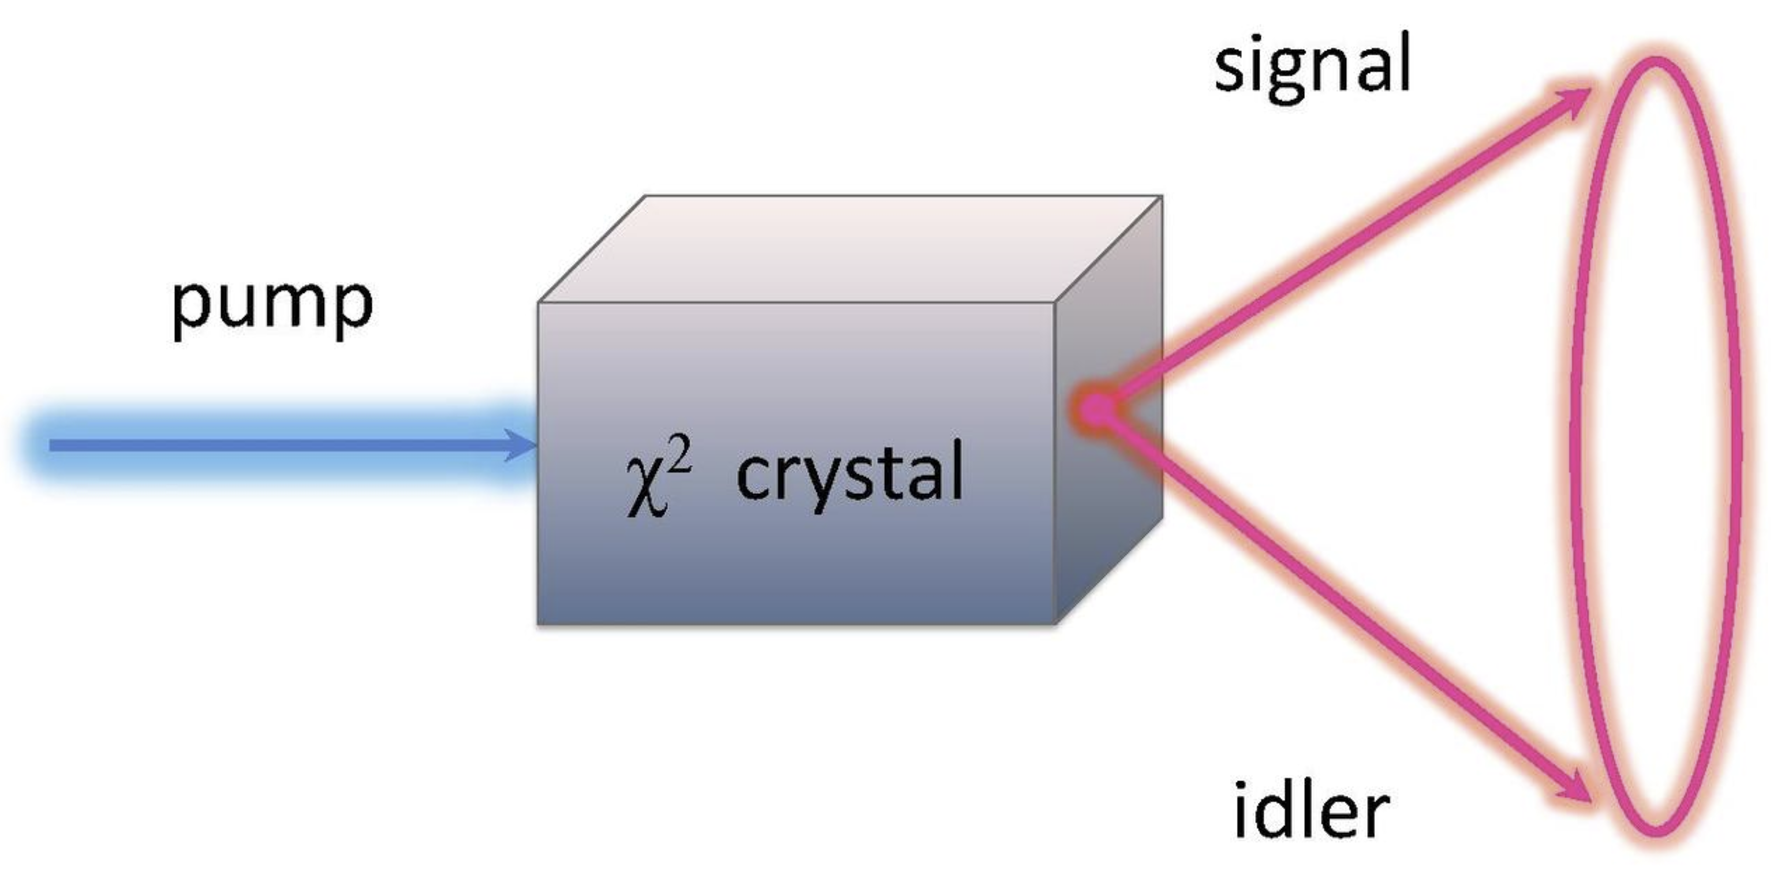 signal
pump
χ² crystal
idler